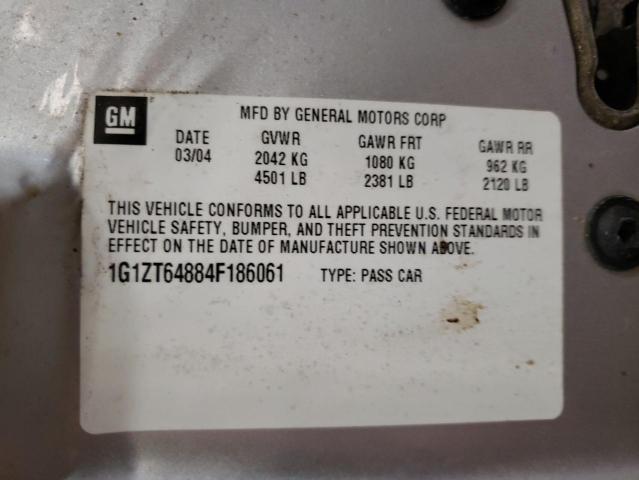 GM
MFD BY GENERAL MOTORS CORP
DATE GVWR GAWR FRT GAWR RR
03/04 2042 KG 1080 KG 962 KG
4501 LB 2381 LB 2120 LB
THIS VEHICLE CONFORMS TO ALL APPLICABLE U.S. FEDERAL MOTOR
VEHICLE SAFETY, BUMPER, AND THEFT PREVENTION STANDARDS IN
EFFECT ON THE DATE OF MANUFACTURE SHOWN ABOVE.
1G1ZT64884F186061 TYPE: PASS CAR